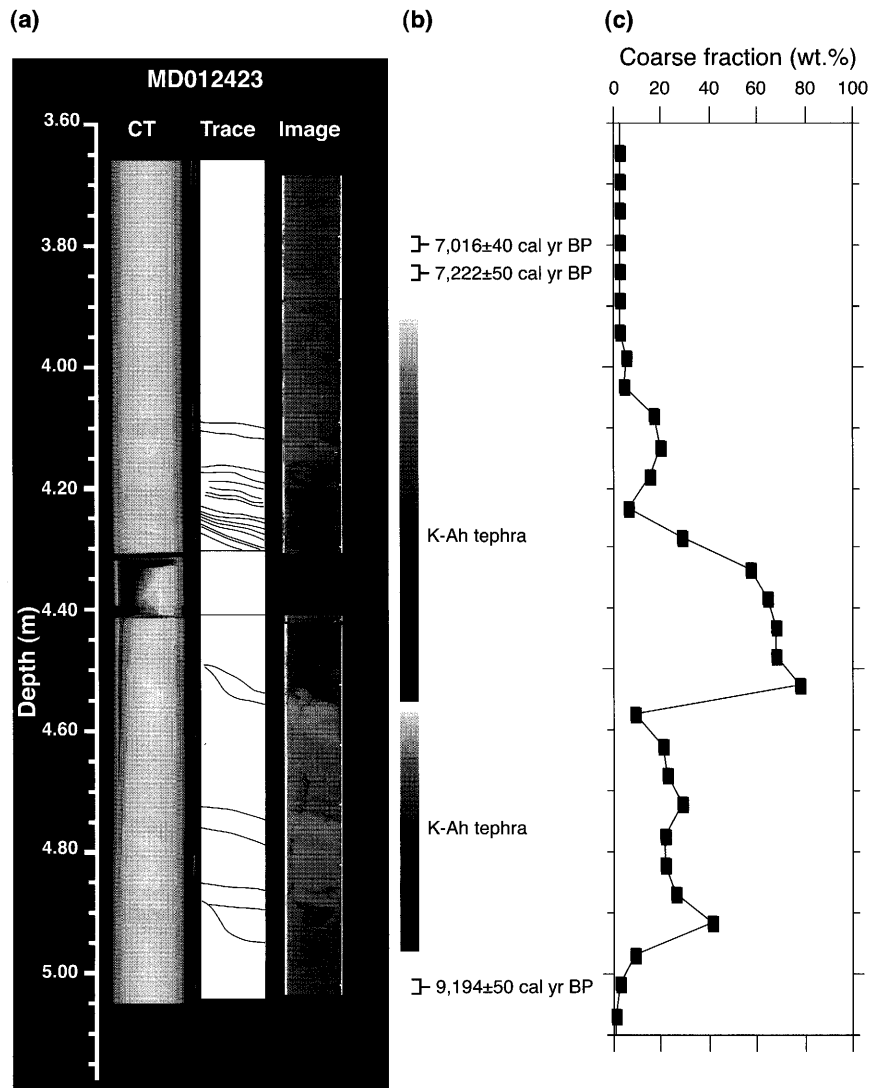 (a)
(b)
(c)
Coarse fraction (wt.%)
0 20 40 60 80 100
MD012423
CT Trace Image
3.60
3.80
4.00
4.20
4.40
4.60
4.80
5.00
Depth (m)
7,016±40 cal yr BP
7,222±50 cal yr BP
K-Ah tephra
K-Ah tephra
9,194±50 cal yr BP